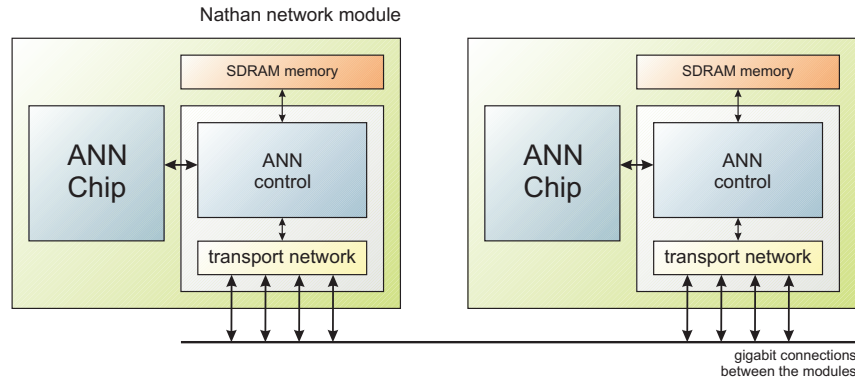 Nathan network module
SDRAM memory
ANN
Chip
ANN
control
transport network
SDRAM memory
ANN
Chip
ANN
control
transport network
gigabit connections
between the modules